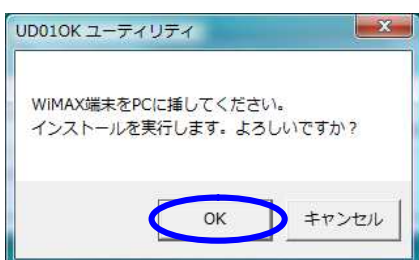 UD01OK ユーティリティ
WiMAX端末をPCに挿してください。
インストールを実行します。よろしいですか？
OK
キャンセル